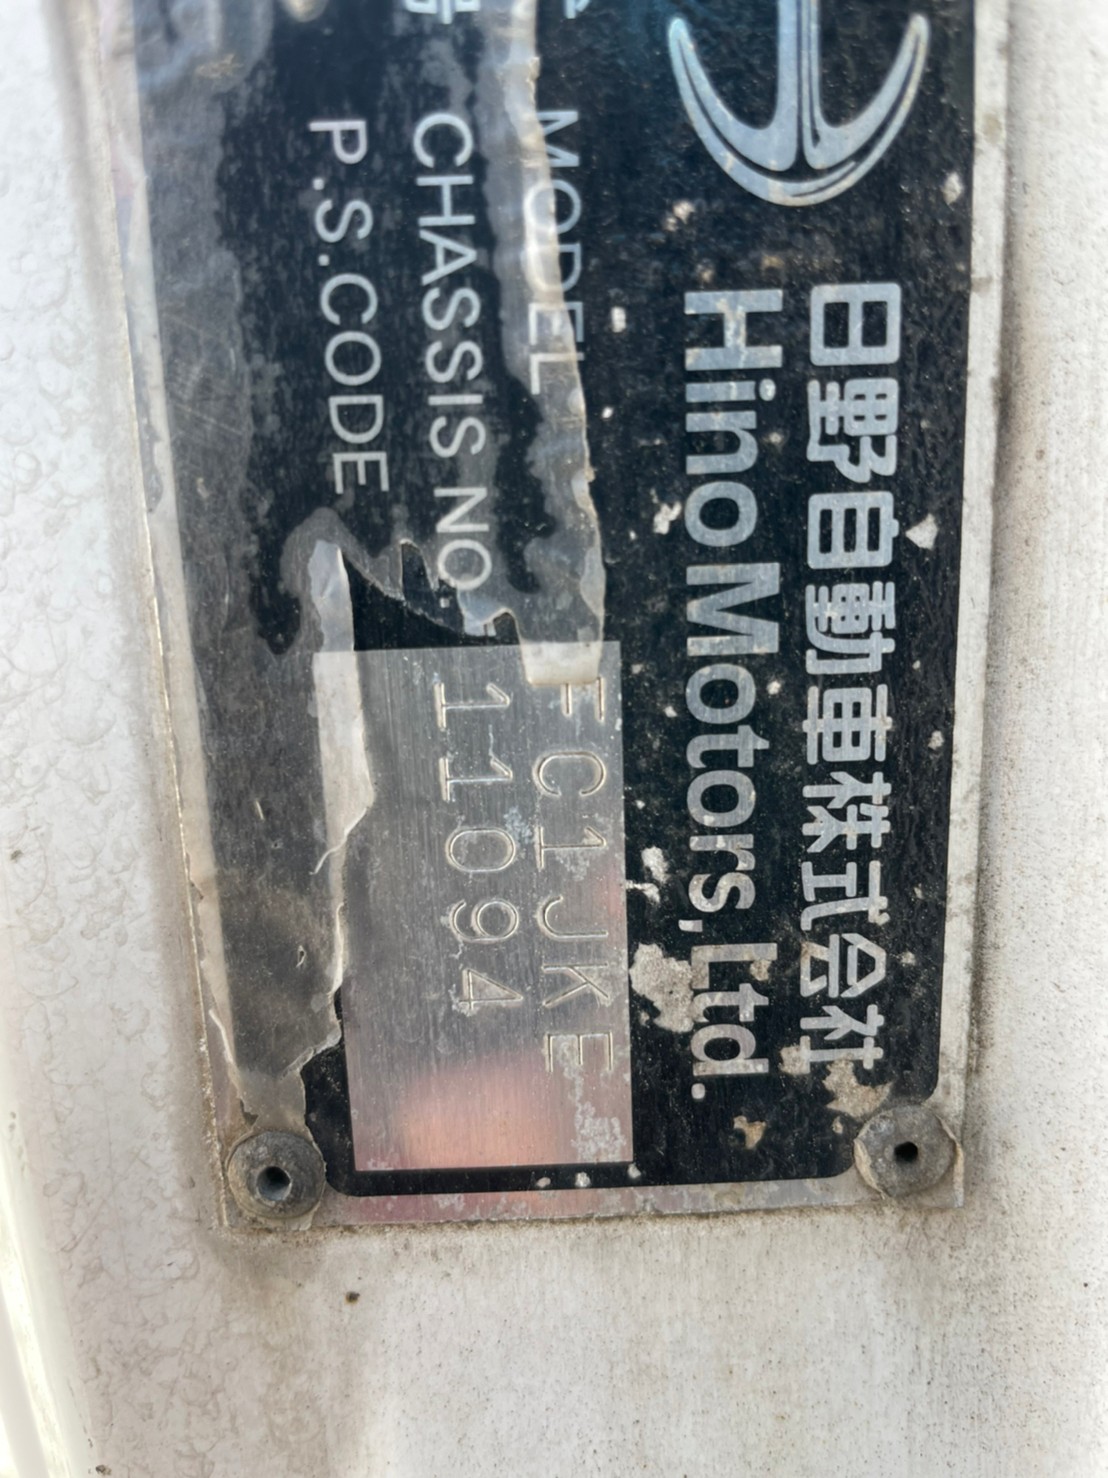 日野自動車株式会社
Hino Motors, Ltd.
MODEL FC1JKE
CHASSIS NO. 11094
P.S.CODE